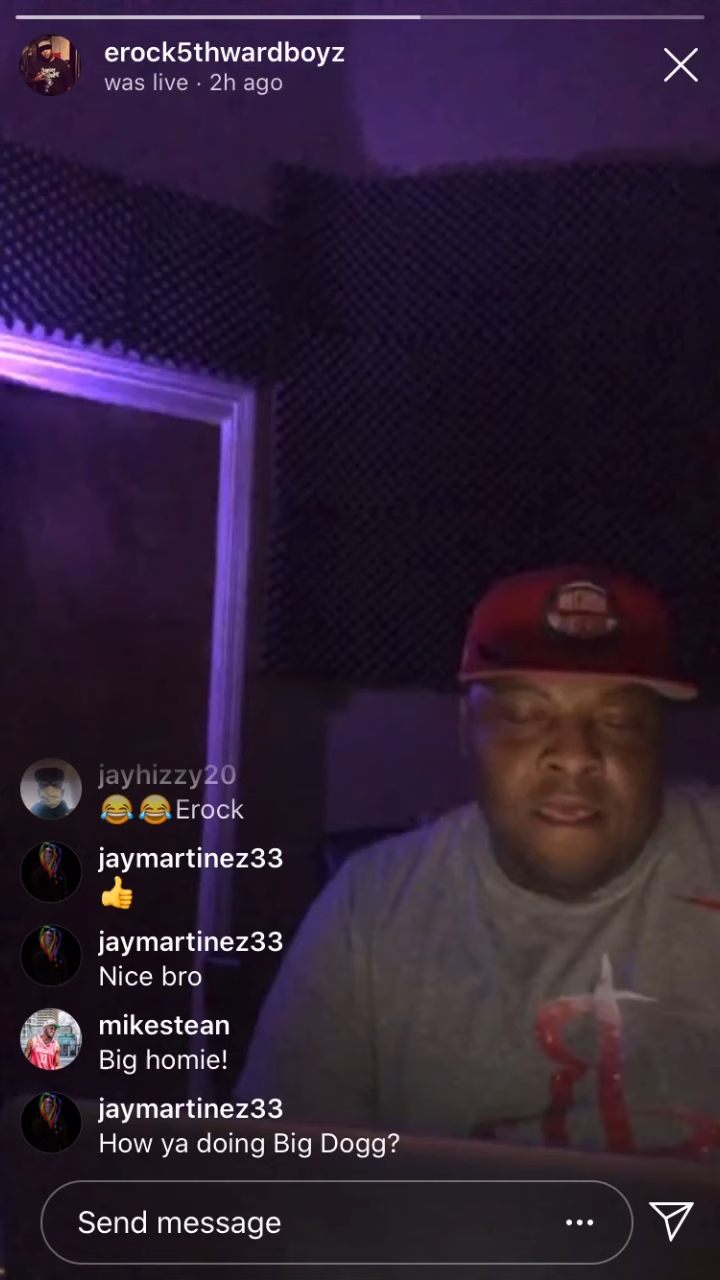 erock5thwardboyz
was live · 2h ago
jayhizzy20
😂😂Erock
jaymartinez33
👍
jaymartinez33
Nice bro
mikestean
Big homie!
jaymartinez33
How ya doing Big Dogg?
Send message